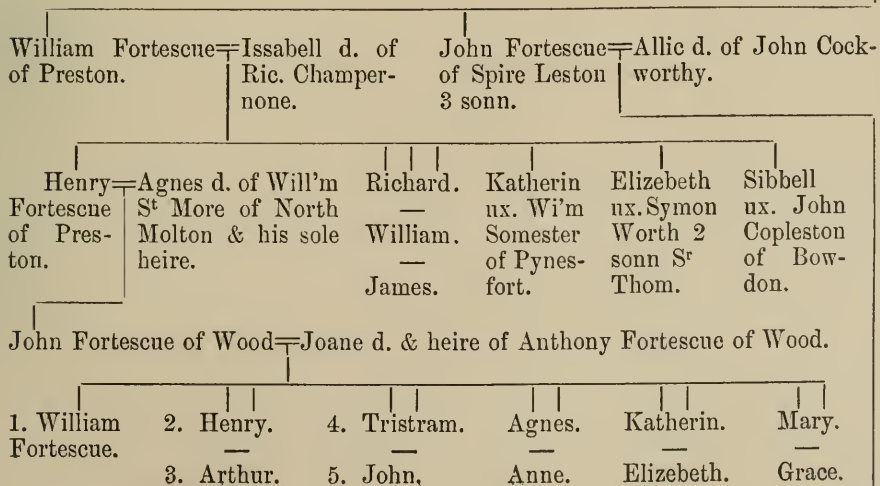 William Fortescue=Issabell d. of
of Preston. Ric. Champer-
none.
John Fortescue=Allic d. of John Cock-
of Spire Leston worthy.
3 sonn.
Henry=Agnes d. of Will'm
Fortescue St More of North
of Pres- Molton & his sole
ton. heire.
Richard.
—
William.
—
James.
Katherin
ux. Wi'm
Somester
of Pynes-
fort.
Elizebeth
ux. Symon
Worth 2
sonn Sr
Thom.
Sibbell
ux. John
Copleston
of Bow-
don.
John Fortescue of Wood=Joane d. & heire of Anthony Fortescue of Wood.
1. William
Fortescue.
2. Henry.
—
3. Arthur.
4. Tristram.
—
5. John,
Agnes.
—
Anne.
Katherin.
—
Elizebeth.
Mary.
—
Grace.